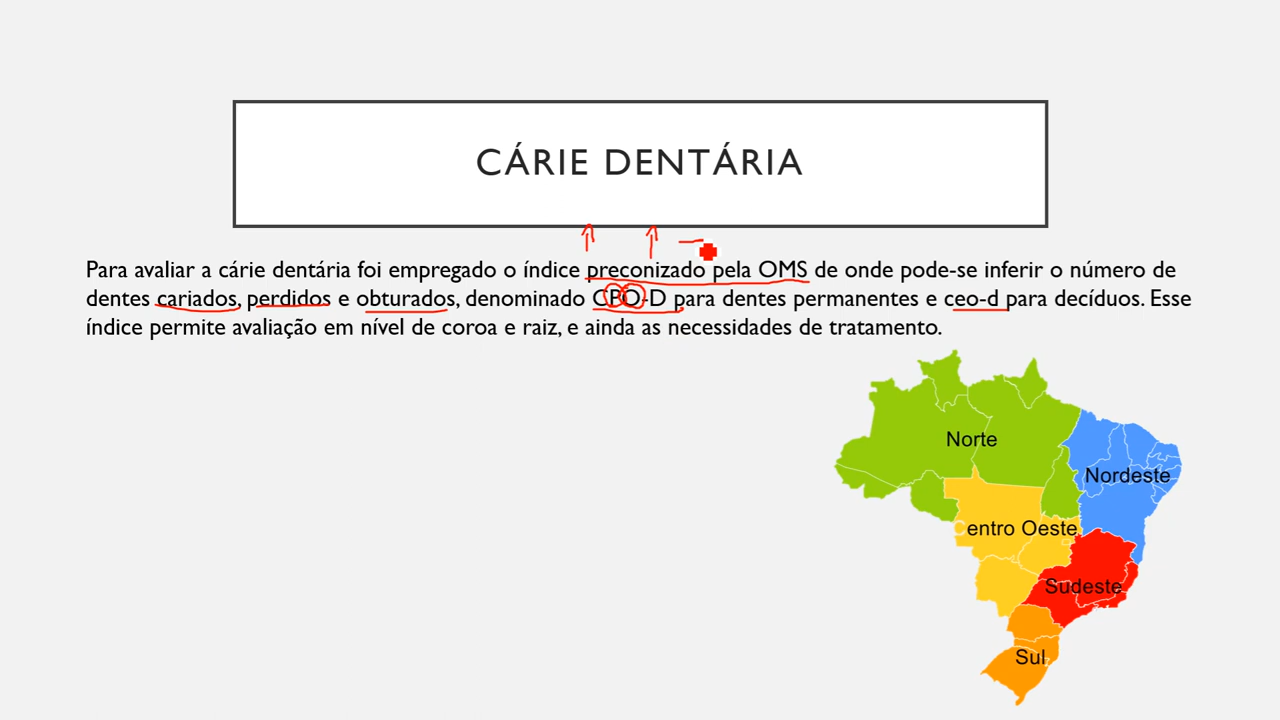 CÁRIE DENTÁRIA
Para avaliar a cárie dentária foi empregado o índice preconizado pela OMS de onde pode-se inferir o número de
dentes cariados, perdidos e obturados, denominado CPO-D para dentes permanentes e ceo-d para decíduos. Esse
índice permite avaliação em nível de coroa e raiz, e ainda as necessidades de tratamento.
Norte
Nordeste
Centro Oeste
Sudeste
Sul